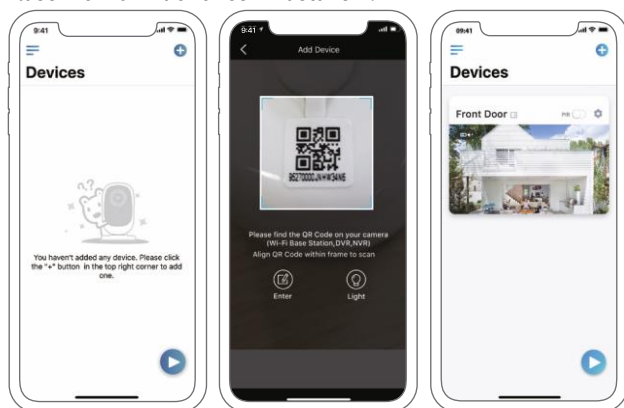 9:41
Devices
You haven't added any device. Please click
the "+" button in the top right corner to add
one.
9:41
Add Device
Please find the QR Code on your camera
(Wi-Fi Base Station,DVR,NVR)
Align QR Code within frame to scan
Enter
Light
09:41
Devices
Front Door
PIR